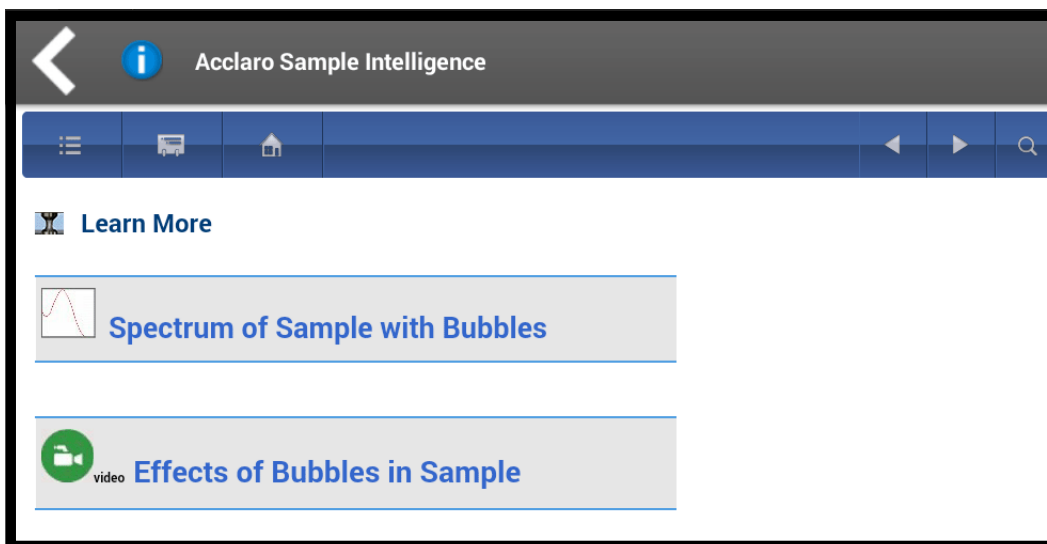 Acclaro Sample Intelligence
Learn More
Spectrum of Sample with Bubbles
video Effects of Bubbles in Sample